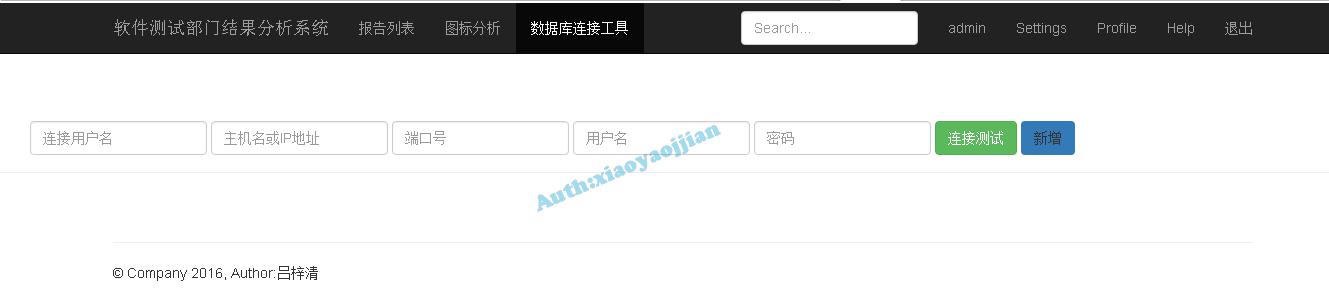 软件测试部门结果分析系统 报告列表 图标分析 数据库连接工具 Search... admin Settings Profile Help 退出
连接用户名 主机名或IP地址 端口号 用户名 密码 连接测试 新增
Auth:xiaoyaojjian
© Company 2016, Author:吕梓清